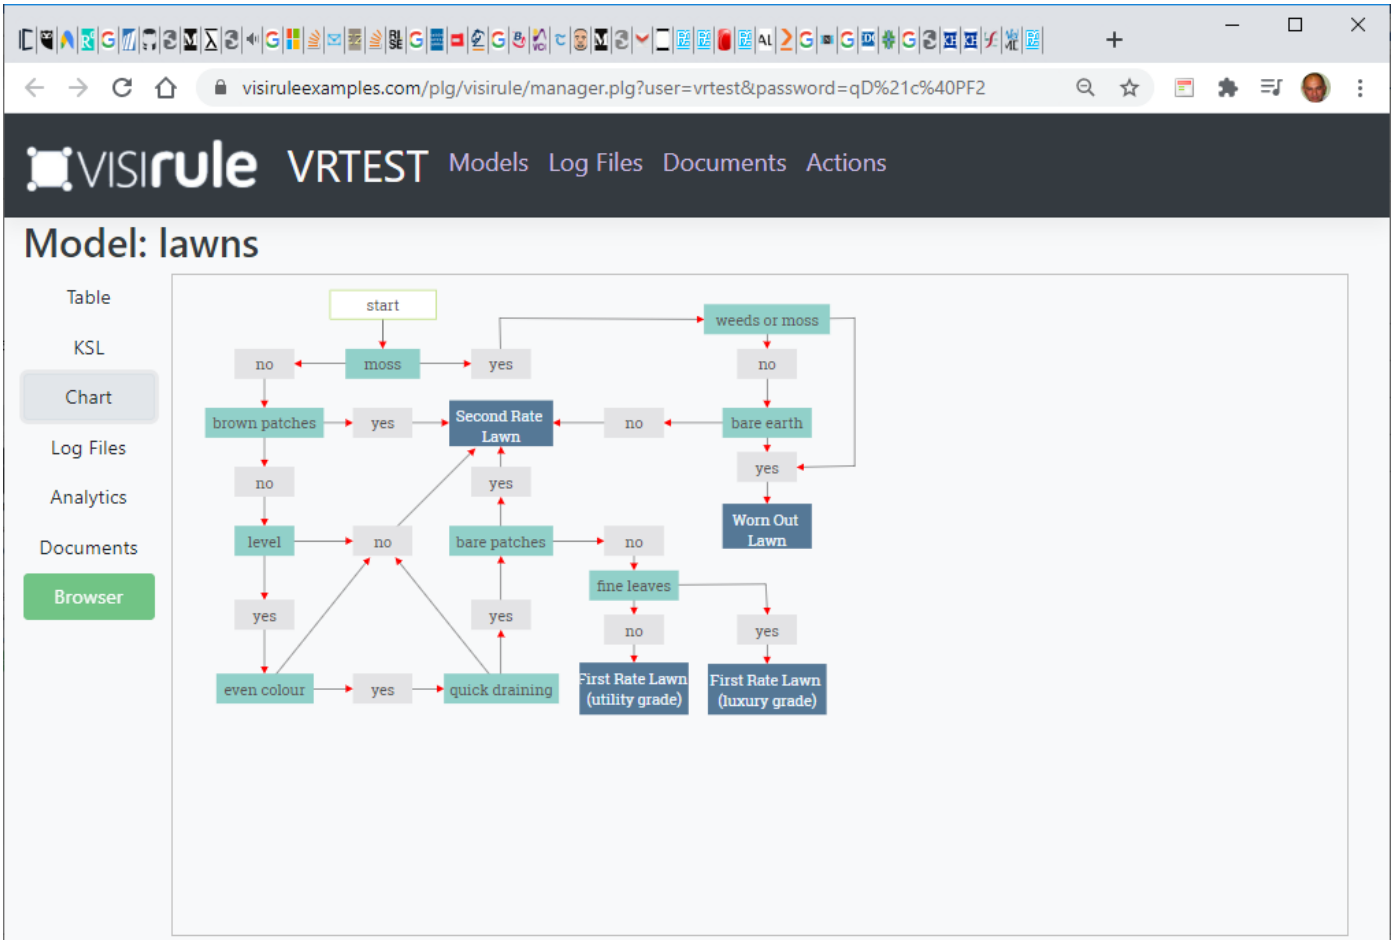 visiruleexamples.com/plg/visirule/manager.plg?user=vrtest&password=qD%21c%40PF2
VISIrule VRTEST Models Log Files Documents Actions
Model: lawns
Table
KSL
Chart
Log Files
Analytics
Documents
Browser
start
weeds or moss
no
moss
yes
no
brown patches
yes
Second Rate
Lawn
no
bare earth
no
yes
yes
level
no
bare patches
no
Worn Out
Lawn
fine leaves
yes
yes
no
yes
even colour
yes
quick draining
First Rate Lawn
(utility grade)
First Rate Lawn
(luxury grade)